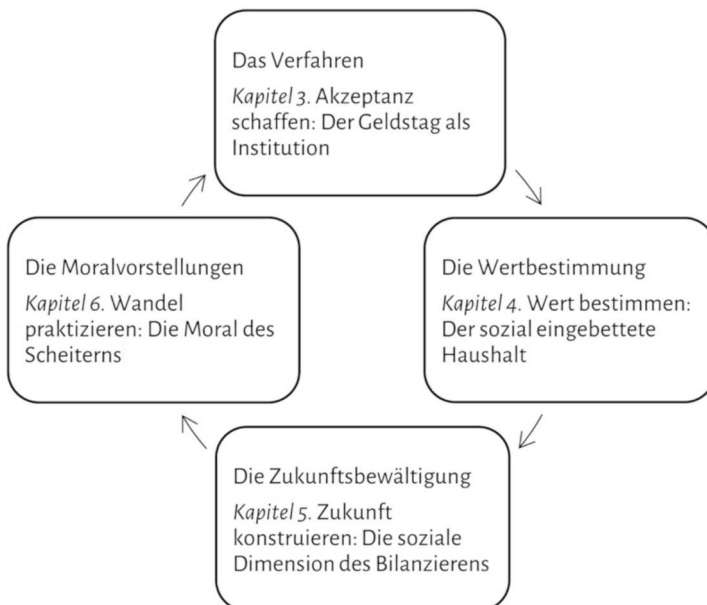 Das Verfahren
Kapitel 3. Akzeptanz
schaffen: Der Geldstag als
Institution
Die Moralvorstellungen
Kapitel 6. Wandel
praktizieren: Die Moral des
Scheiterns
Die Wertbestimmung
Kapitel 4. Wert bestimmen:
Der sozial eingebettete
Haushalt
Die Zukunftsbewältigung
Kapitel 5. Zukunft
konstruieren: Die soziale
Dimension des Bilanzierens